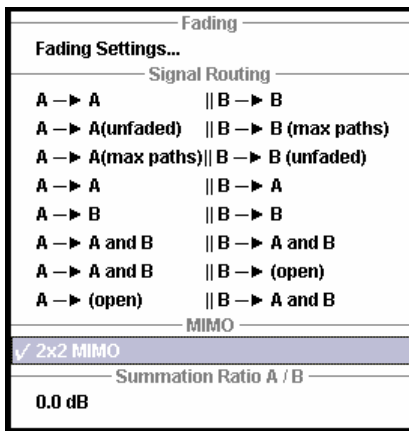 Fading
Fading Settings...
Signal Routing
A —► A || B —► B
A —► A(unfaded) || B —► B (max paths)
A —► A(max paths)|| B —► B (unfaded)
A —► A || B —► A
A —► B || B —► B
A —► A and B || B —► A and B
A —► A and B || B —► (open)
A —► (open) || B —► A and B
MIMO
✓ 2x2 MIMO
Summation Ratio A / B
0.0 dB